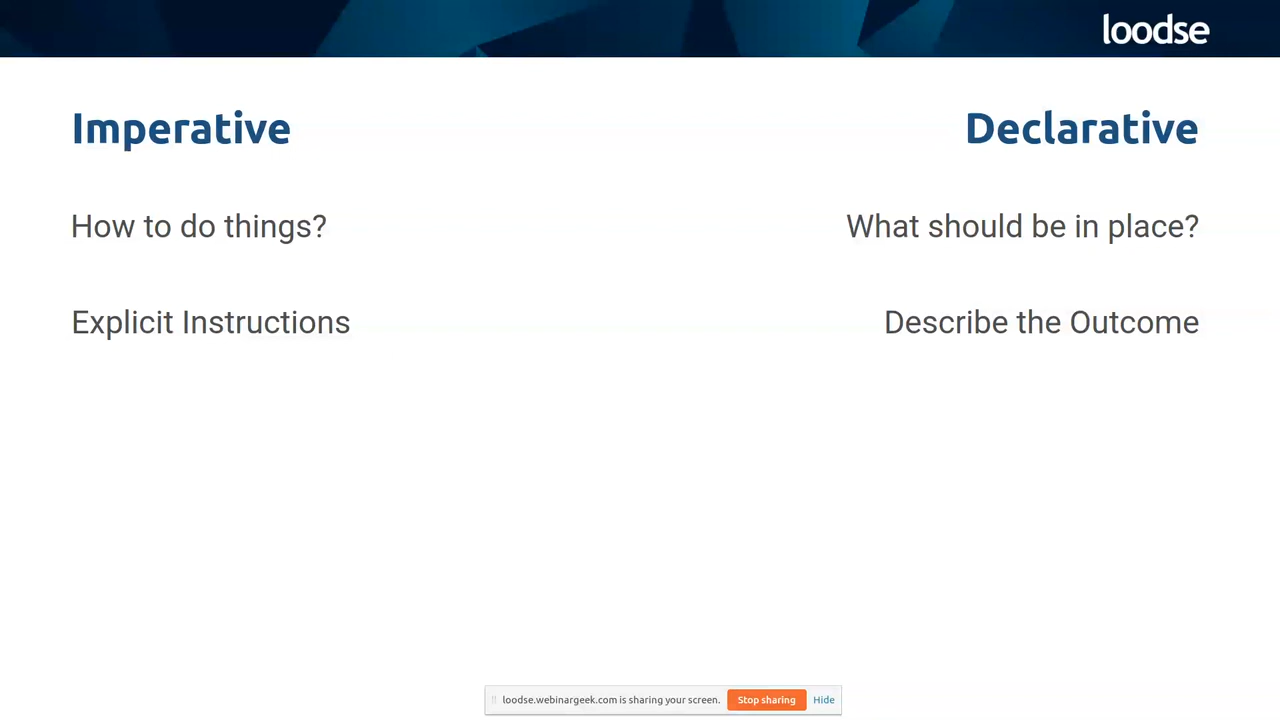 loodse
Imperative
Declarative
How to do things?
What should be in place?
Explicit Instructions
Describe the Outcome
loodse.webinargeek.com is sharing your screen.
Stop sharing
Hide